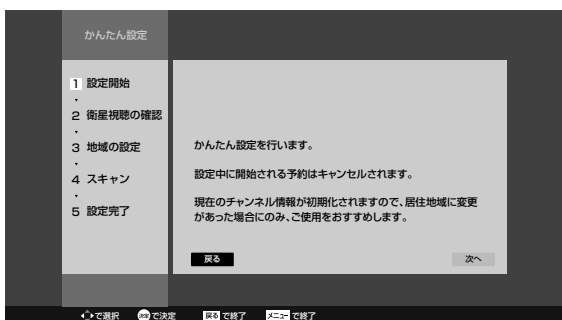 かんたん設定
1 設定開始
2 衛星視聴の確認
3 地域の設定
4 スキャン
5 設定完了
かんたん設定を行います。
設定中に開始される予約はキャンセルされます。
現在のチャンネル情報が初期化されますので、居住地域に変更
があった場合にのみ、ご使用をおすすめします。
戻る 次へ
で選択 で決定 戻る で終了 メニュー で終了